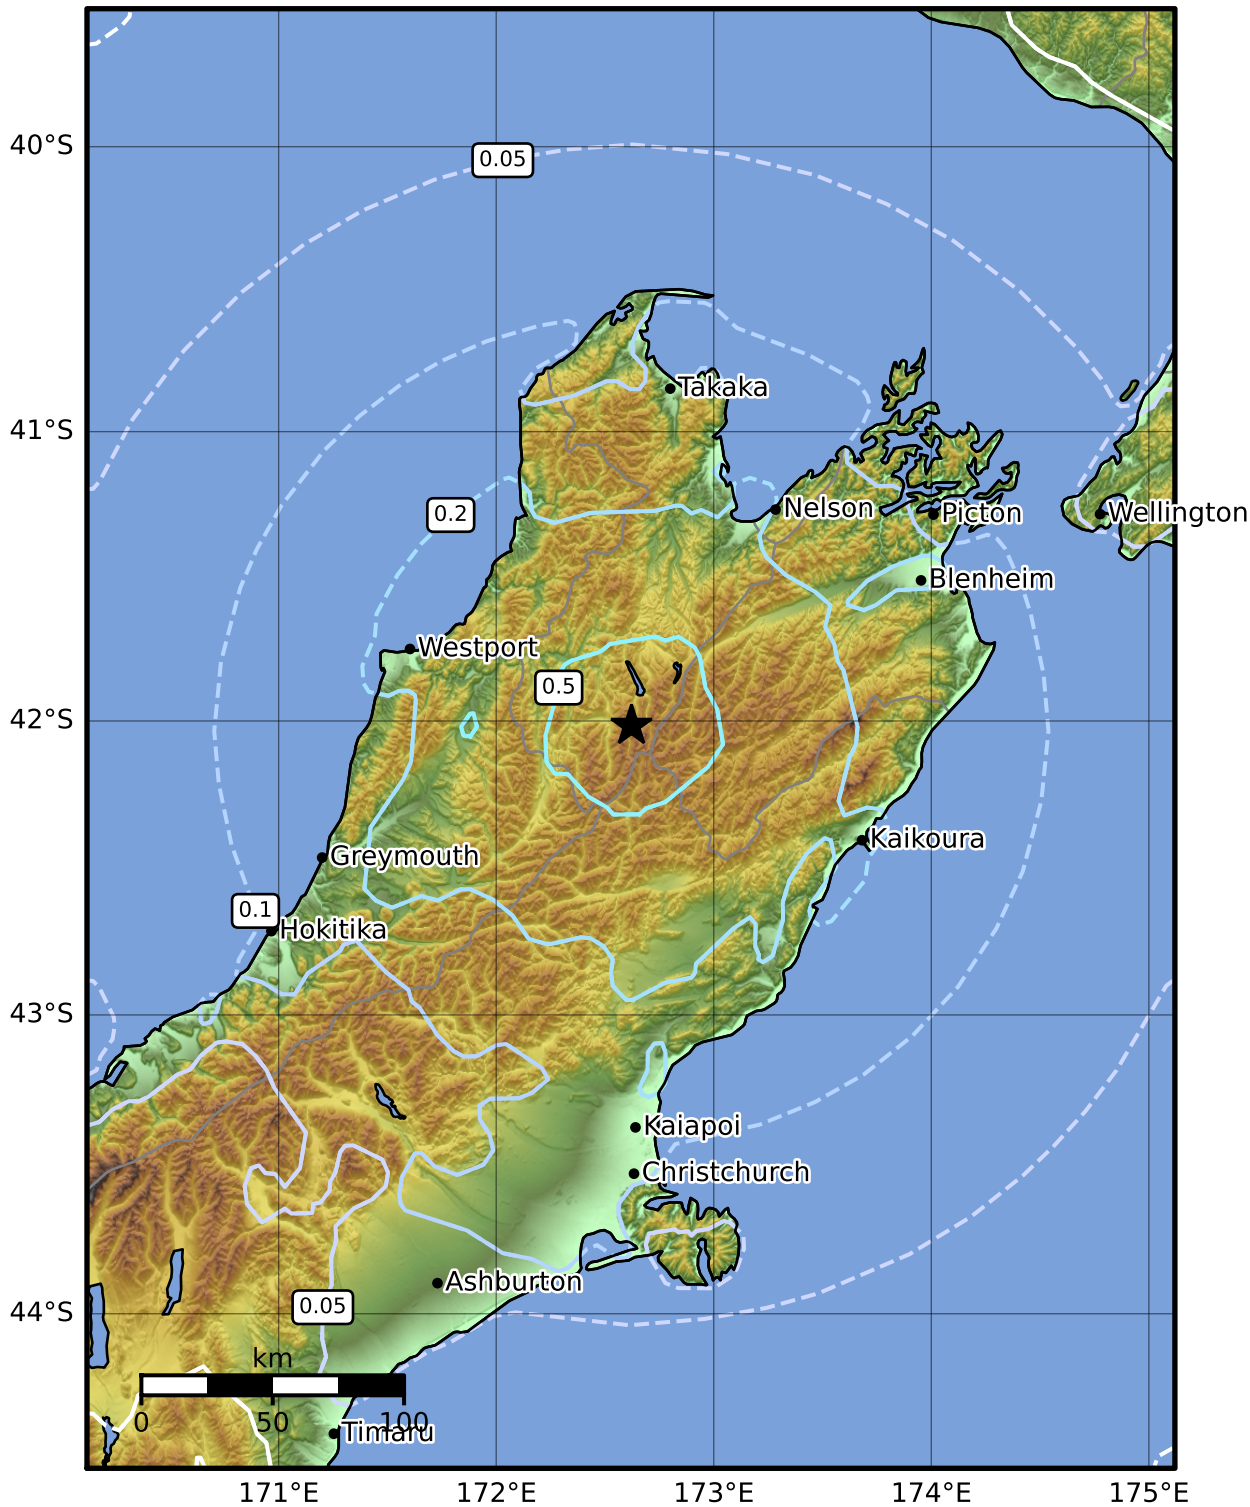 40°S
0.05
Takaka
41°S
0.2
Nelson
Picton
Wellington
Blenheim
Westport
0.5
42°S
Kaikoura
Greymouth
0.1
Hokitika
43°S
Kaiapoi
Christchurch
Ashburton
0.05
44°S
km
0 50 100
Timaru
171°E 172°E 173°E 174°E 175°E